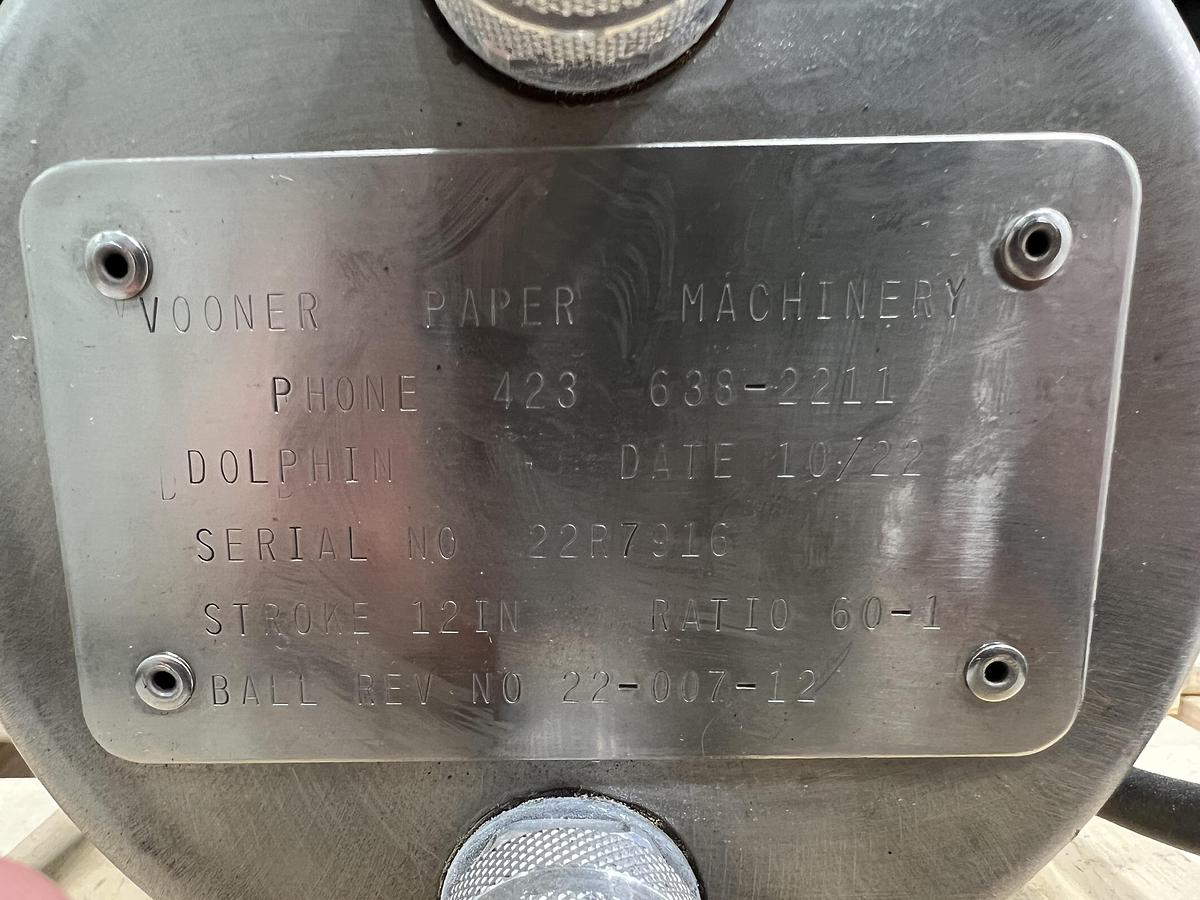 VOONER PAPER MACHINERY
PHONE 423 638-2211
DOLPHIN DATE 10/22
SERIAL NO 22R7916
STROKE 12IN RATIO 60-1
BALL REV NO 22-007-12